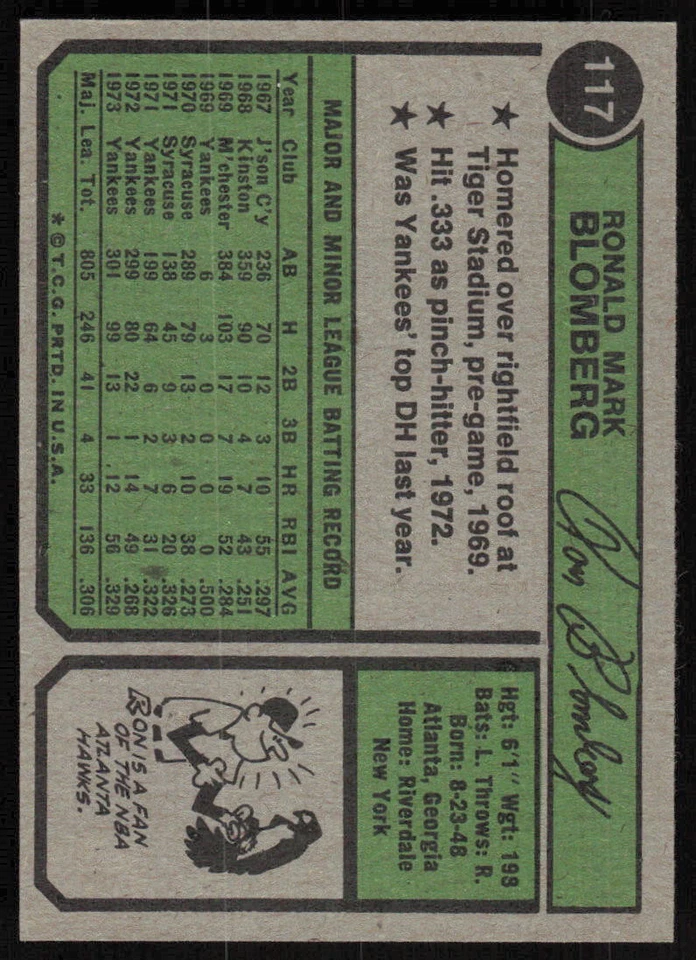 117
RONALD MARK
BLOMBERG
Ron Blomberg
★ Homered over rightfield roof at
Tiger Stadium, pre-game, 1969.
★ Hit .333 as pinch-hitter, 1972.
★ Was Yankees' top DH last year.
Hgt: 6'1" Wgt: 198
Bats: L. Throws: R.
Born: 8-23-48
Atlanta, Georgia
Home: Riverdale
New York
MAJOR AND MINOR LEAGUE BATTING RECORD
Year Club AB H 2B 3B HR RBI AVG
1967 J'son C'y 236 70 12 3 10 55 .297
1968 Kinston 359 90 10 4 7 43 .251
1969 M'chester 384 103 17 7 19 52 .284
1969 Yankees 6 3 0 0 0 0 .500
1970 Syracuse 289 79 13 2 10 38 .273
1971 Syracuse 138 45 9 3 6 20 .326
1971 Yankees 199 64 6 2 7 31 .322
1972 Yankees 299 80 22 1 14 49 .268
1973 Yankees 301 99 13 1 12 56 .329
Maj. Lea. Tot. 805 246 41 4 33 136 .306
* © T.C.G. PRTD. IN U.S.A.
RON IS A FAN
OF THE NBA
ATLANTA
HAWKS.